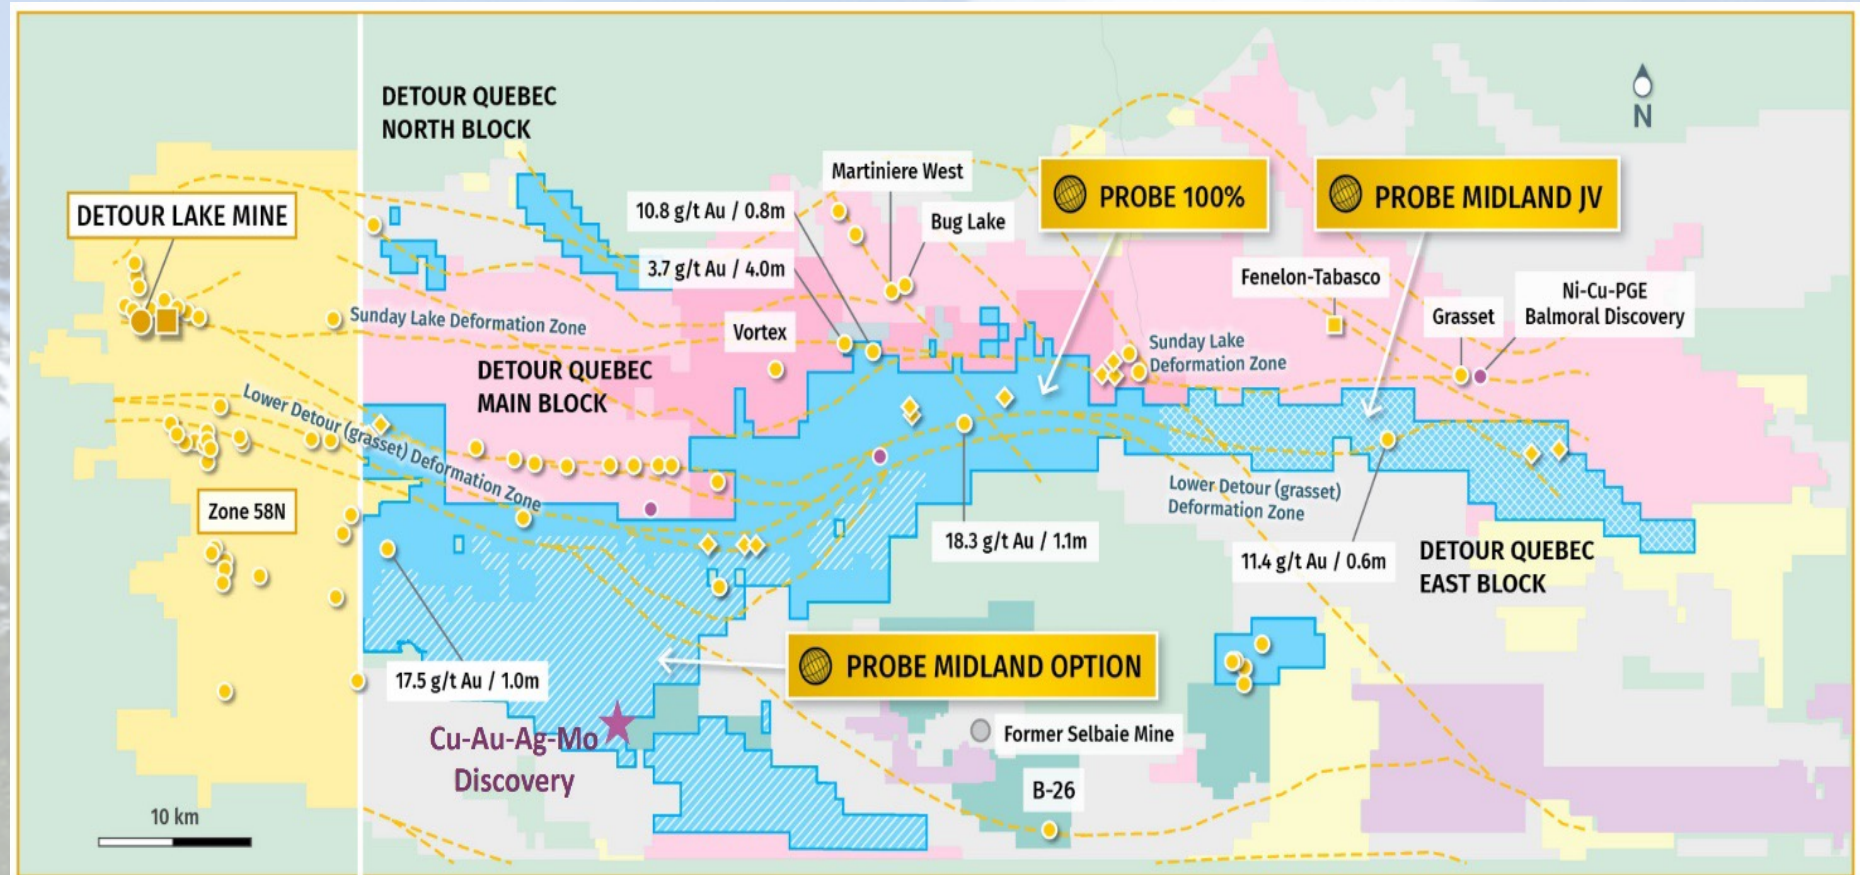 DETOUR QUEBEC
NORTH BLOCK
N
Martiniere West
PROBE 100%
PROBE MIDLAND JV
DETOUR LAKE MINE
10.8 g/t Au / 0.8m
Bug Lake
3.7 g/t Au / 4.0m
Fenelon-Tabasco
Ni-Cu-PGE
Balmoral Discovery
Grasset
Sunday Lake Deformation Zone
Vortex
Sunday Lake
Deformation Zone
DETOUR QUEBEC
MAIN BLOCK
Lower Detour (grasset) Deformation Zone
Lower Detour (grasset)
Deformation Zone
Zone 58N
18.3 g/t Au / 1.1m
11.4 g/t Au / 0.6m
DETOUR QUEBEC
EAST BLOCK
17.5 g/t Au / 1.0m
PROBE MIDLAND OPTION
Cu-Au-Ag-Mo
Discovery
Former Selbaie Mine
B-26
10 km